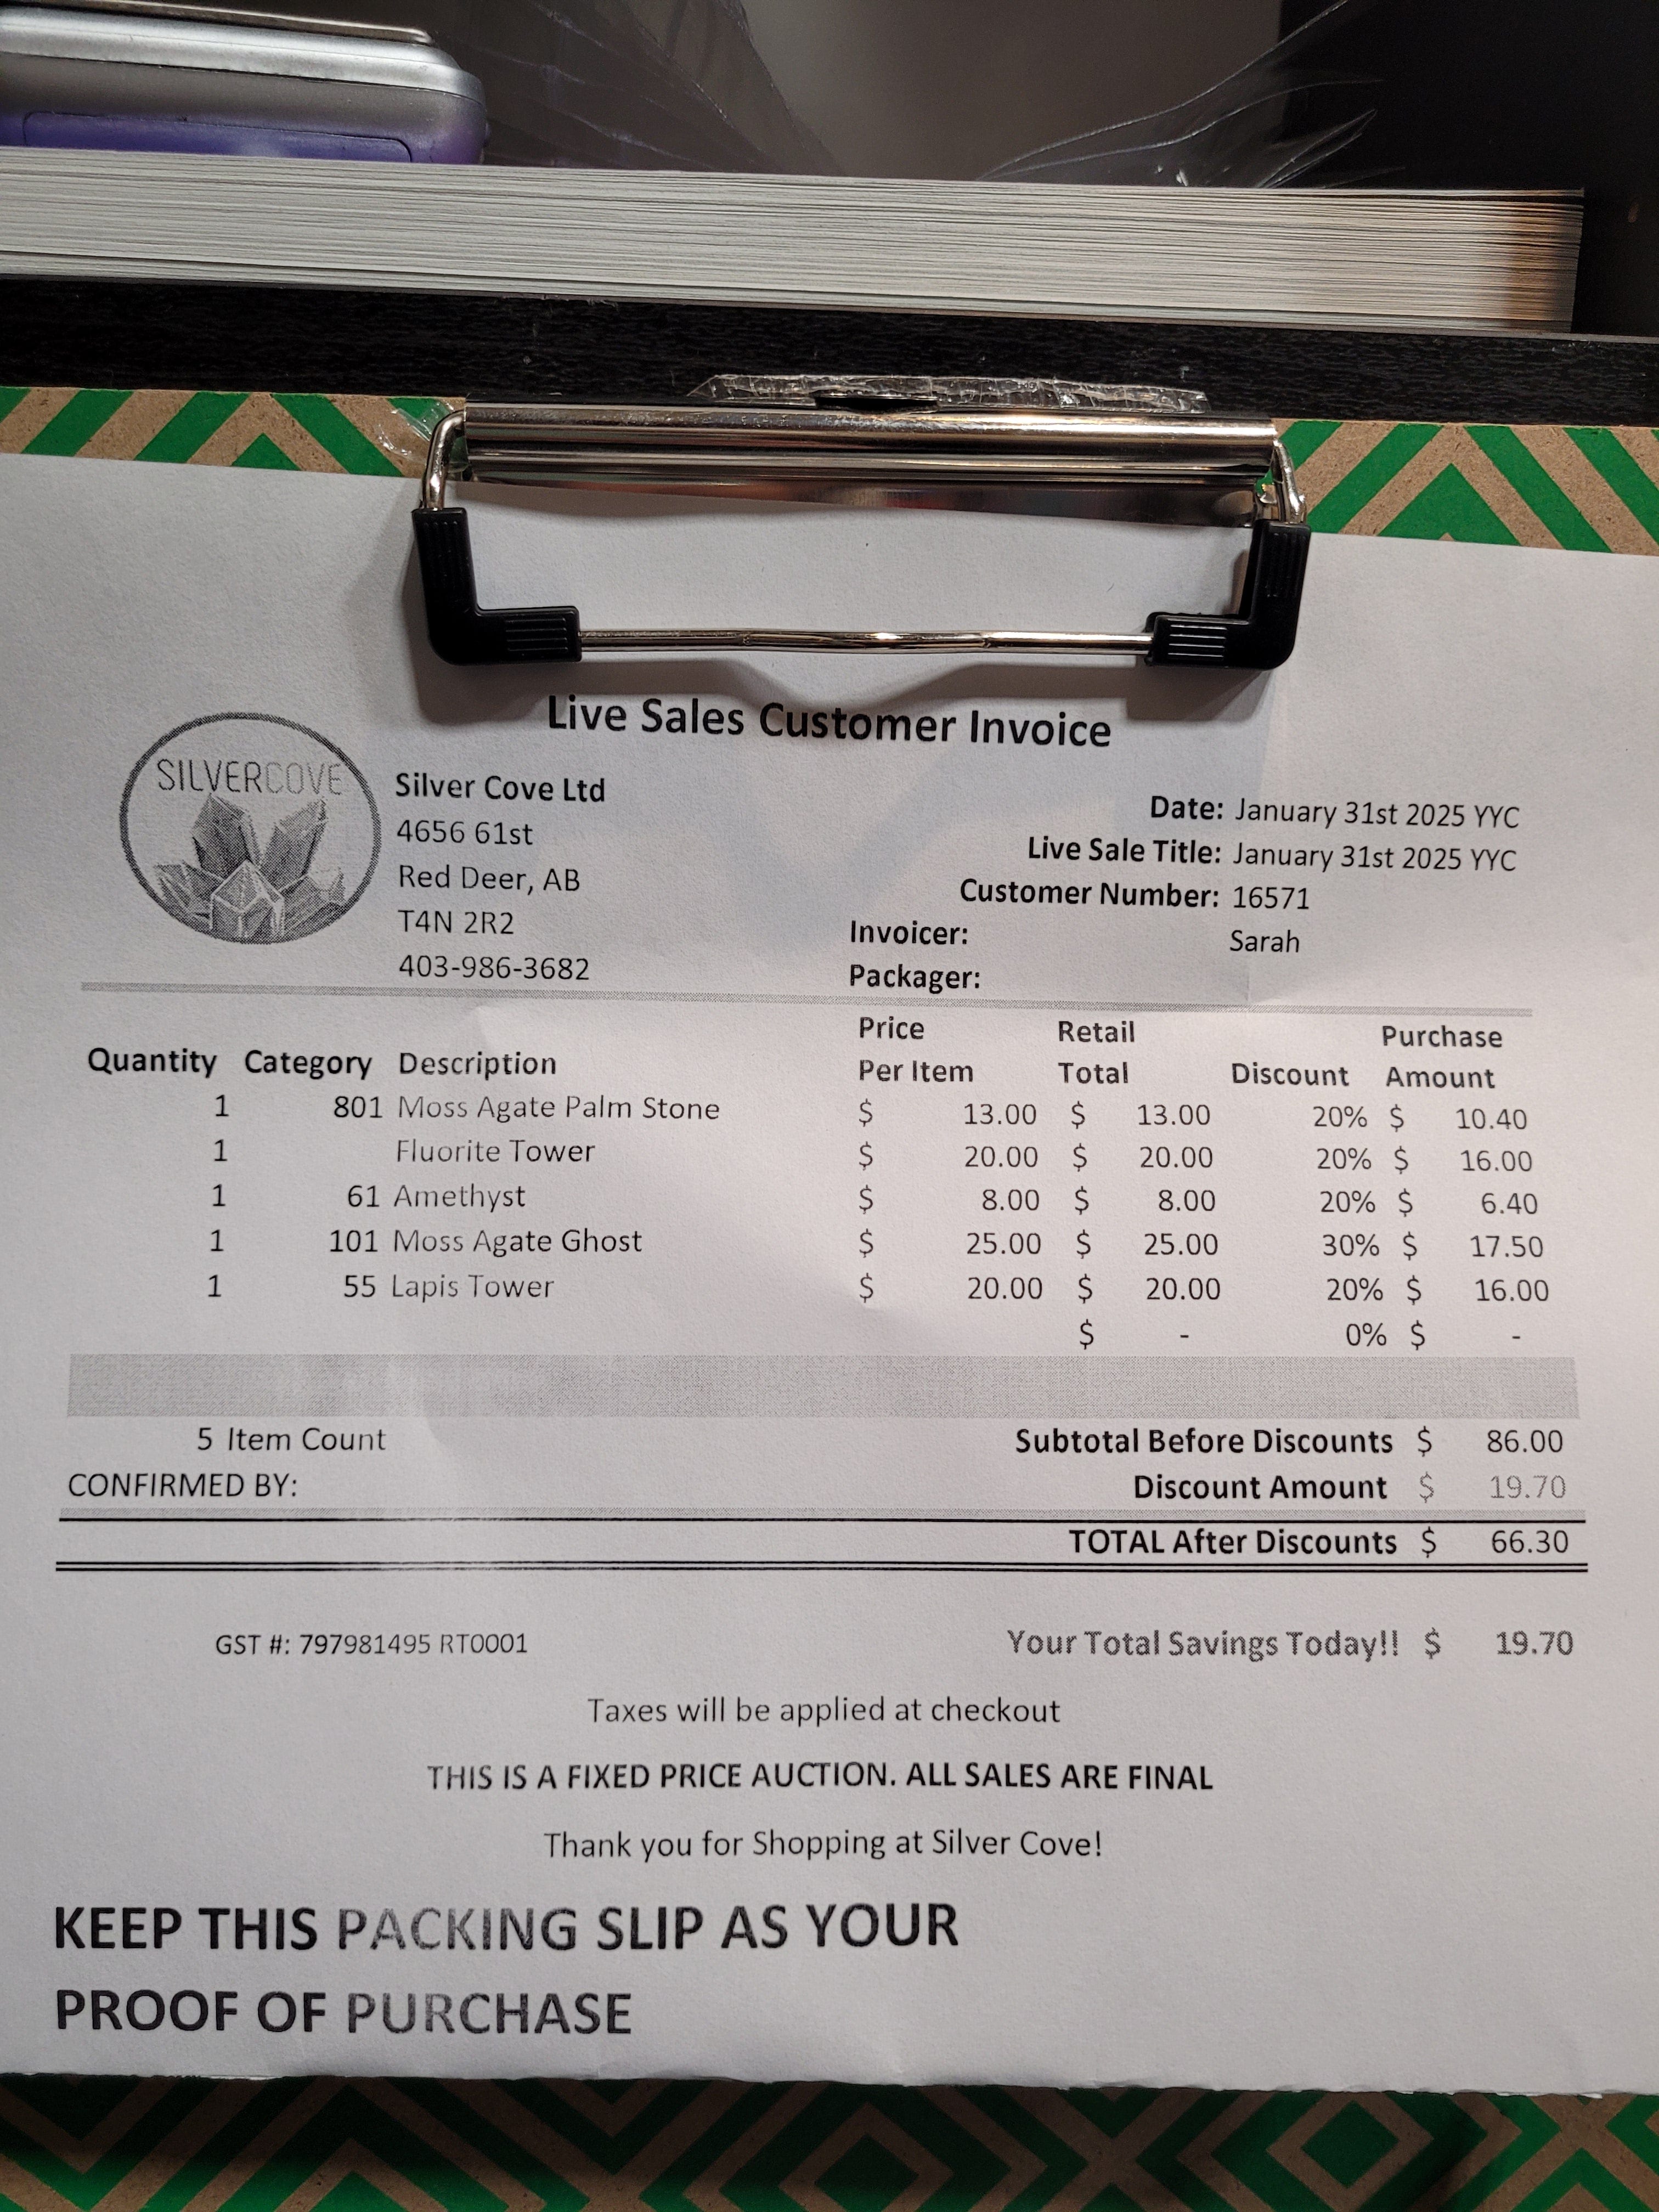 Live Sales Customer Invoice
SILVERCOVE
Silver Cove Ltd
4656 61st
Red Deer, AB
T4N 2R2
403-986-3682
Date: January 31st 2025 YYC
Live Sale Title: January 31st 2025 YYC
Customer Number: 16571
Invoicer: Sarah
Packager:
Quantity Category Description Price Per Item Retail Total Discount Purchase Amount
1 801 Moss Agate Palm Stone $ 13.00 $ 13.00 20% $ 10.40
1 Fluorite Tower $ 20.00 $ 20.00 20% $ 16.00
1 61 Amethyst $ 8.00 $ 8.00 20% $ 6.40
1 101 Moss Agate Ghost $ 25.00 $ 25.00 30% $ 17.50
1 55 Lapis Tower $ 20.00 $ 20.00 20% $ 16.00
$ - 0% $ -
5 Item Count Subtotal Before Discounts $ 86.00
CONFIRMED BY: Discount Amount $ 19.70
TOTAL After Discounts $ 66.30
GST #: 797981495 RT0001 Your Total Savings Today!! $ 19.70
Taxes will be applied at checkout
THIS IS A FIXED PRICE AUCTION. ALL SALES ARE FINAL
Thank you for Shopping at Silver Cove!
KEEP THIS PACKING SLIP AS YOUR
PROOF OF PURCHASE